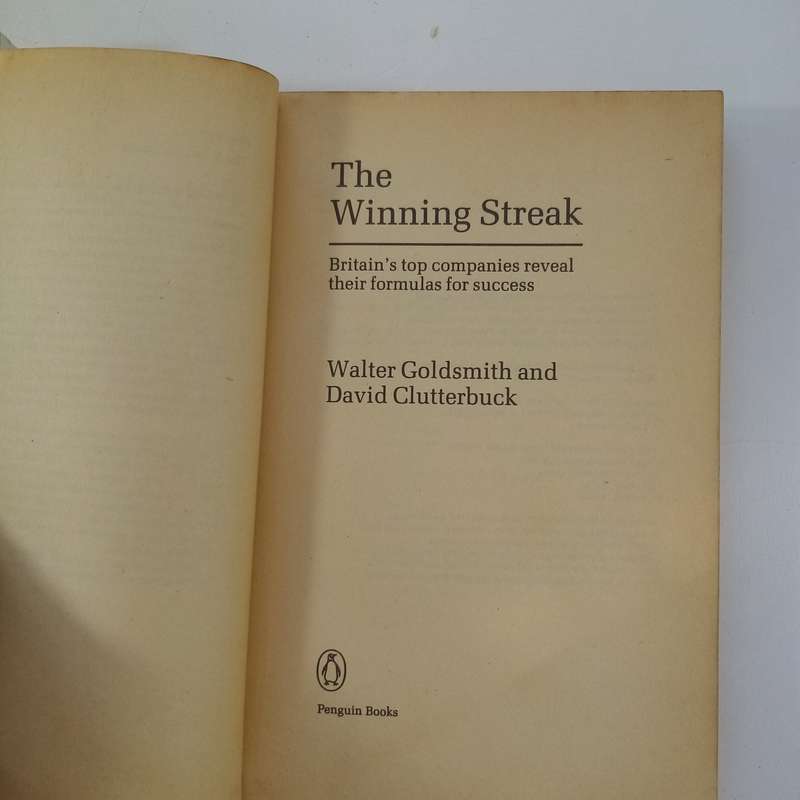 The
Winning Streak
Britain's top companies reveal
their formulas for success
Walter Goldsmith and
David Clutterbuck
Penguin Books